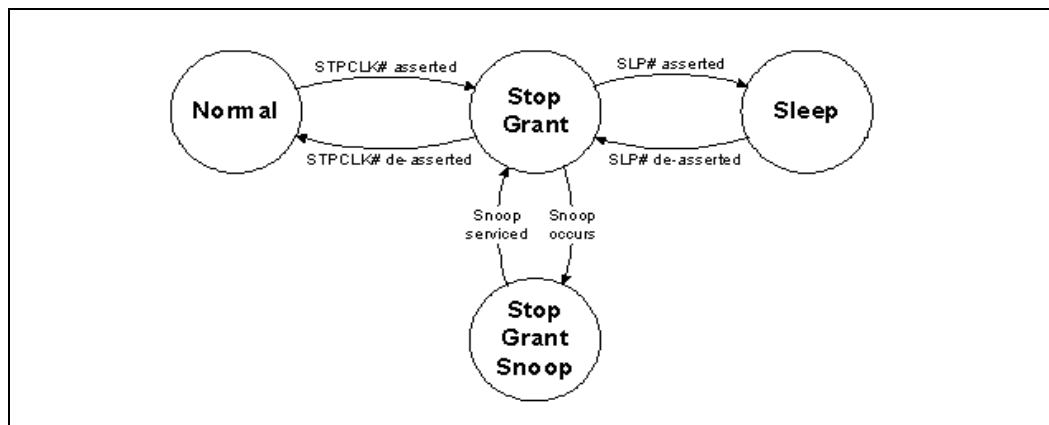 STPCLK# asserted
SLP# asserted
Normal
Stop
Grant
Sleep
STPCLK# de-asserted
SLP# de-asserted
Snoop
serviced
Snoop
occurs
Stop
Grant
Snoop